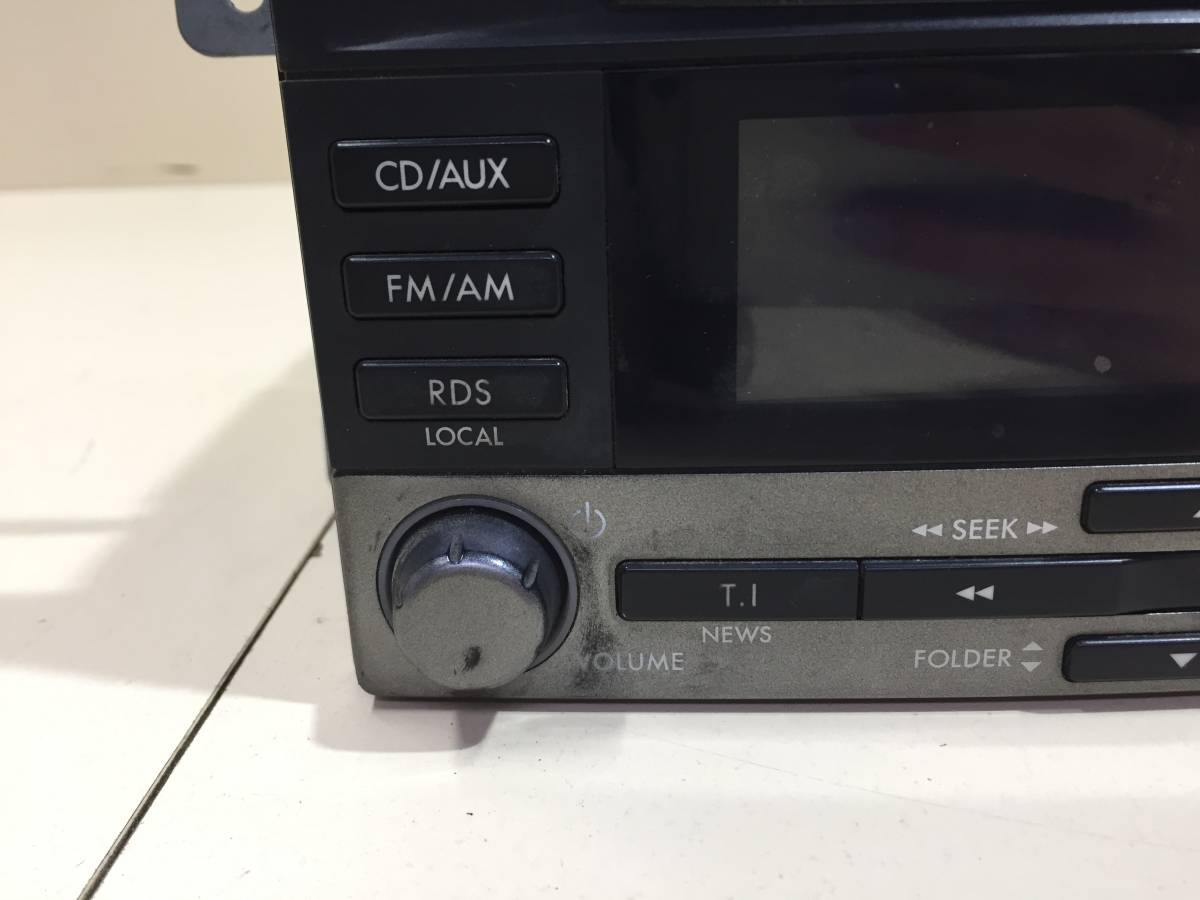 CD/AUX
FM/AM
RDS
LOCAL
SEEK
T.I
NEWS
VOLUME
FOLDER